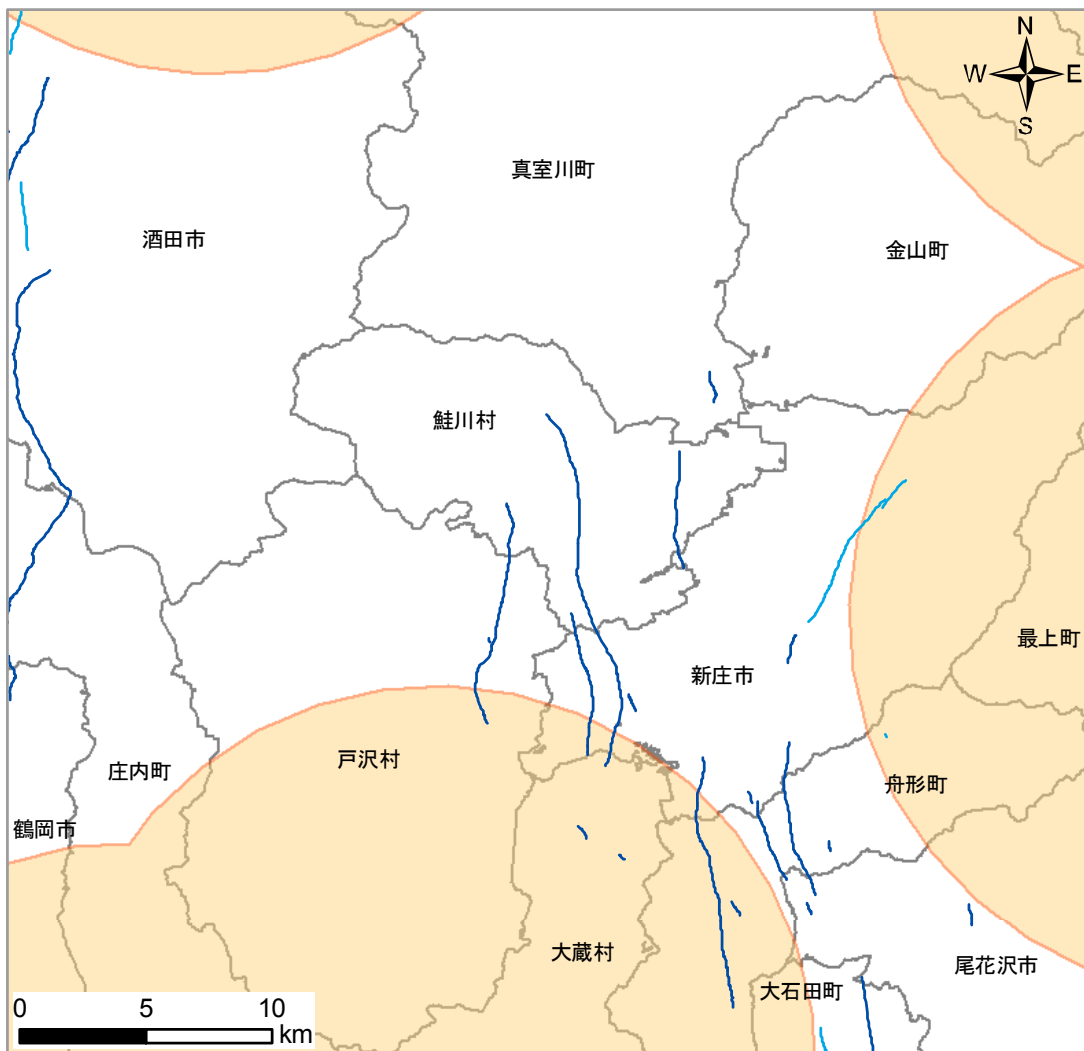 N
W E
S
真室川町
酒田市
金山町
鮭川村
最上町
新庄市
戸沢村
庄内町
舟形町
鶴岡市
大蔵村
尾花沢市
大石田町
0 5 10
km